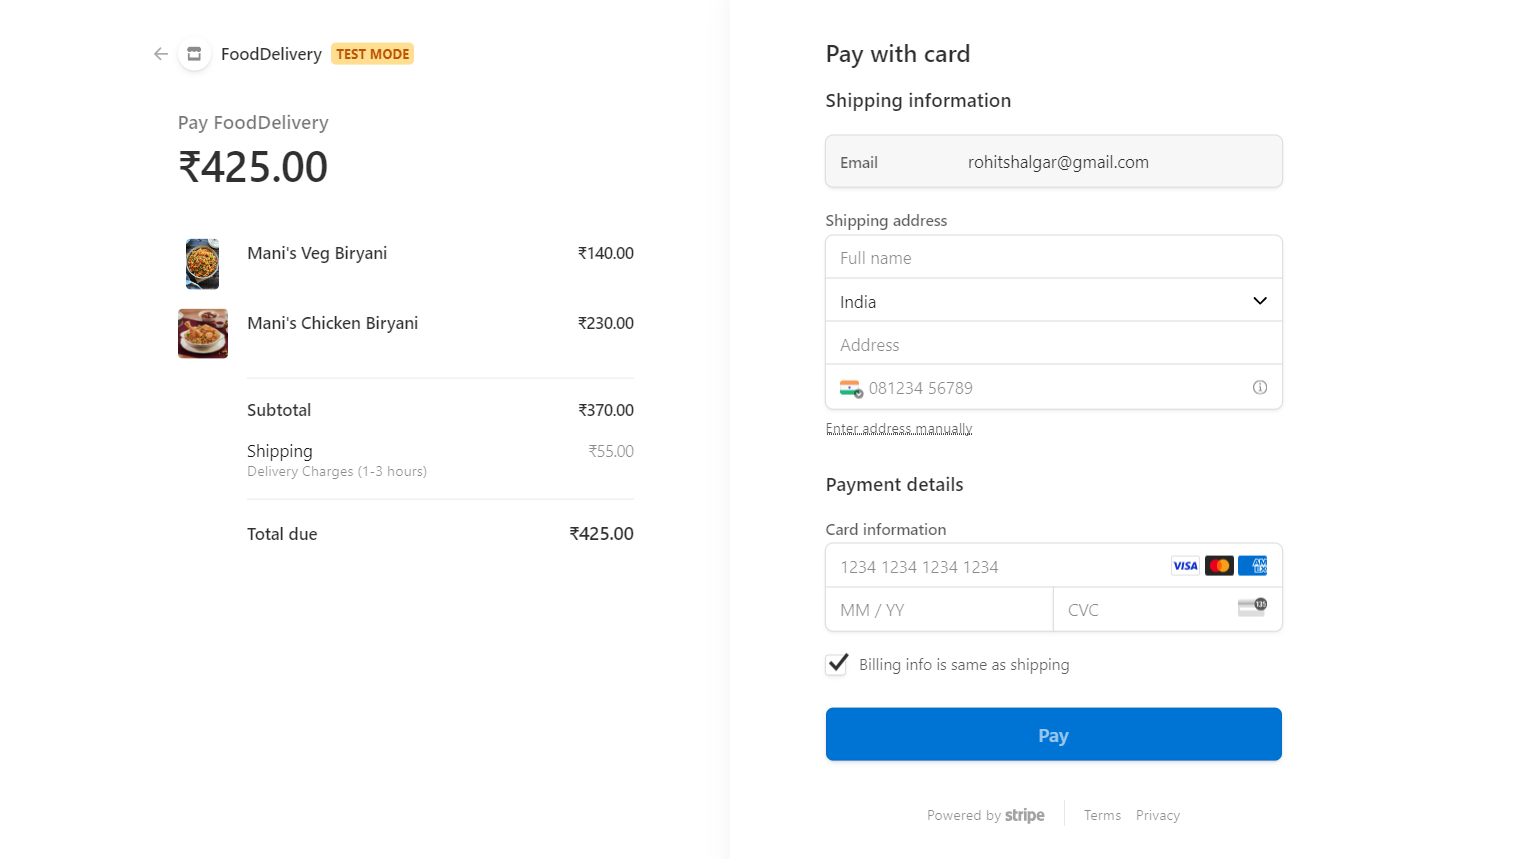 FoodDelivery TEST MODE
Pay FoodDelivery
₹425.00
Mani's Veg Biryani ₹140.00
Mani's Chicken Biryani ₹230.00
Subtotal ₹370.00
Shipping ₹55.00
Delivery Charges (1-3 hours)
Total due ₹425.00
Pay with card
Shipping information
Email rohitshalgar@gmail.com
Shipping address
Full name
India
Address
081234 56789
Enter address manually
Payment details
Card information
1234 1234 1234 1234 VISA AMEX
MM / YY CVC 135
Billing info is same as shipping
Pay
Powered by stripe Terms Privacy